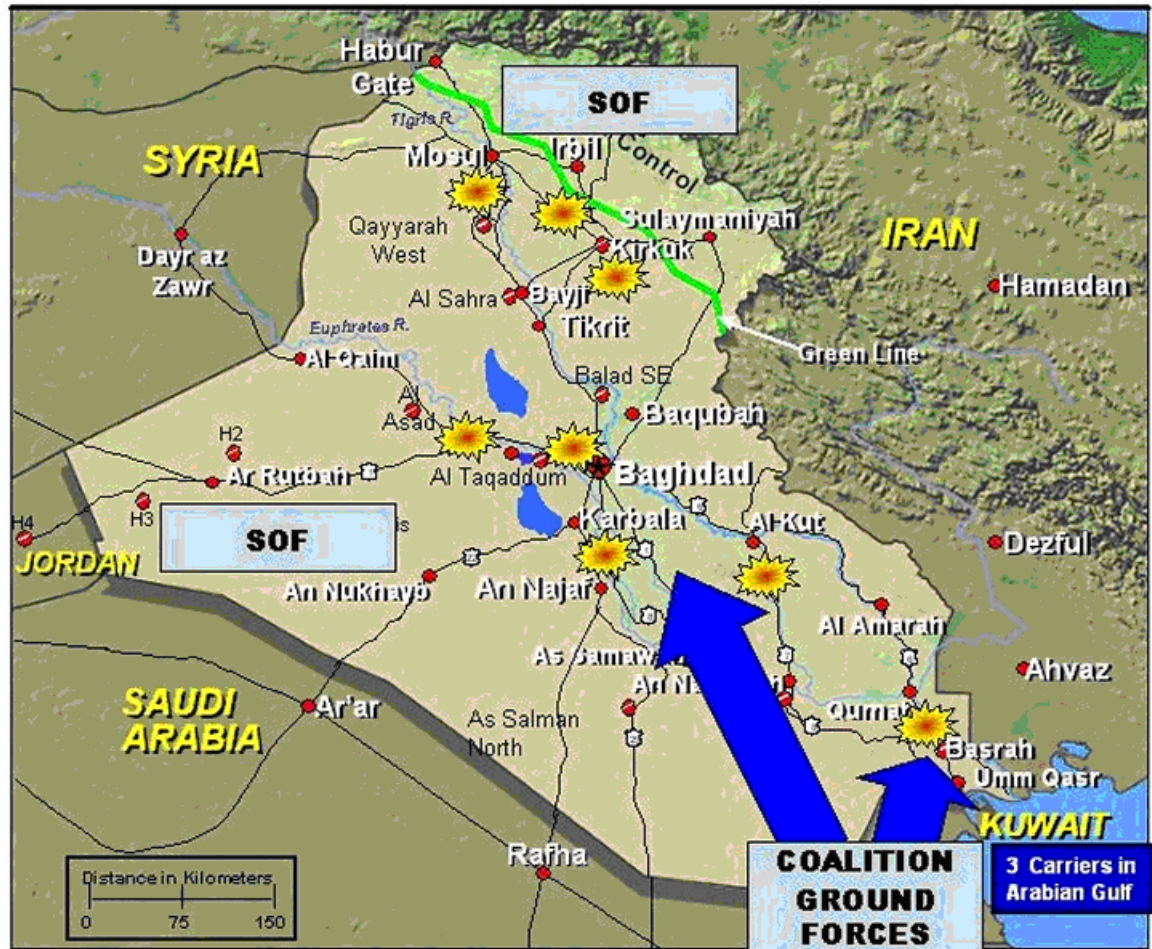 Habur
Gate
SOF
Tigris R.
Mosul
Irbil
Control
SYRIA
Sulaymaniyah
IRAN
Qayyarah
West
Kirkuk
Dayr az
Zawr
Hamadan
Al Sahra
Bayji
Euphrates R.
Tikrit
Green Line
Al Qaim
Balad SE
Al
Asad
Baqubah
H2
Al Taqaddum
Baghdad
Ar Rutbah
H3
H4
SOF
Karbala
Al Kut
Dezful
JORDAN
An Nukhayb
An Najaf
Al Amarah
As Samaw
An Na
Ahvaz
SAUDI
ARABIA
Ar'ar
As Salman
North
Qurnah
Basrah
Umm Qasr
KUWAIT
Rafha
COALITION
GROUND
FORCES
3 Carriers in
Arabian Gulf
Distance in Kilometers
0 75 150